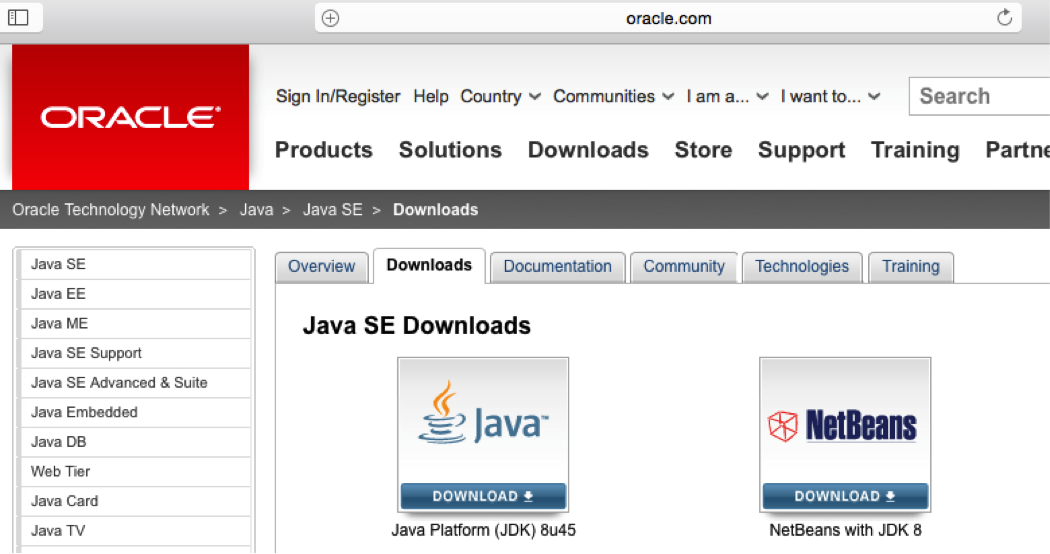 oracle.com
ORACLE®
Sign In/Register Help Country Communities I am a... I want to... Search
Products Solutions Downloads Store Support Training Partne
Oracle Technology Network > Java > Java SE > Downloads
Java SE
Java EE
Java ME
Java SE Support
Java SE Advanced & Suite
Java Embedded
Java DB
Web Tier
Java Card
Java TV
Overview Downloads Documentation Community Technologies Training
Java SE Downloads
Java™ NetBeans
DOWNLOAD DOWNLOAD
Java Platform (JDK) 8u45 NetBeans with JDK 8